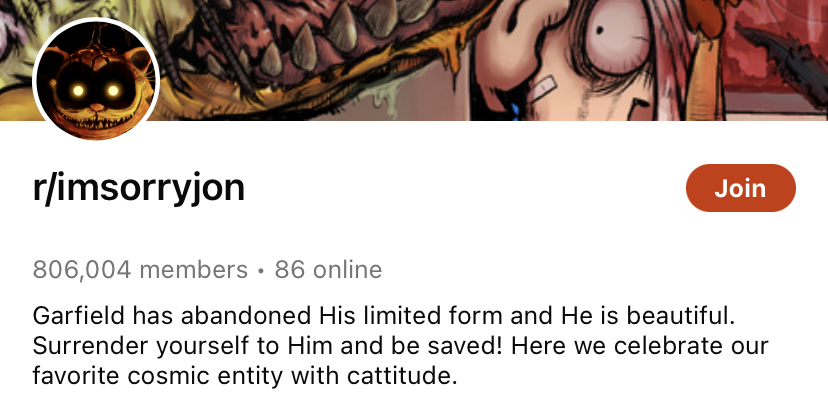 r/imsorryjon
Join
806,004 members • 86 online
Garfield has abandoned His limited form and He is beautiful.
Surrender yourself to Him and be saved! Here we celebrate our
favorite cosmic entity with cattitude.